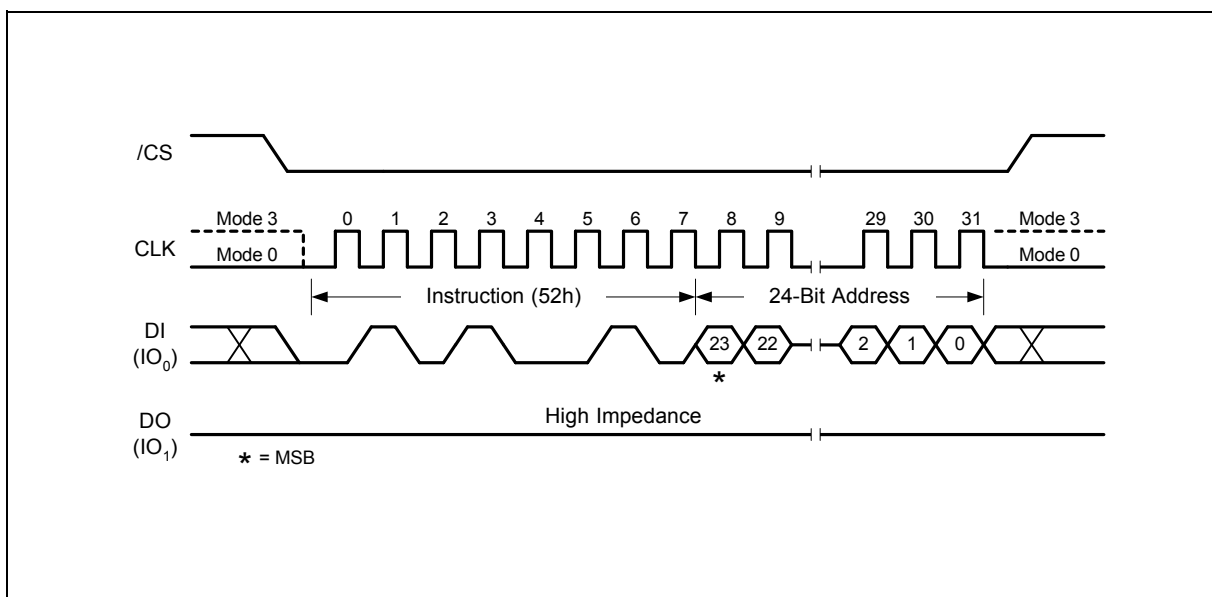 /CS
Mode 3 0 1 2 3 4 5 6 7 8 9 29 30 31 Mode 3
CLK
Mode 0 Mode 0
Instruction (52h) 24-Bit Address
DI
(IO0)
23 22 2 1 0
*
High Impedance
DO
(IO1)
* = MSB